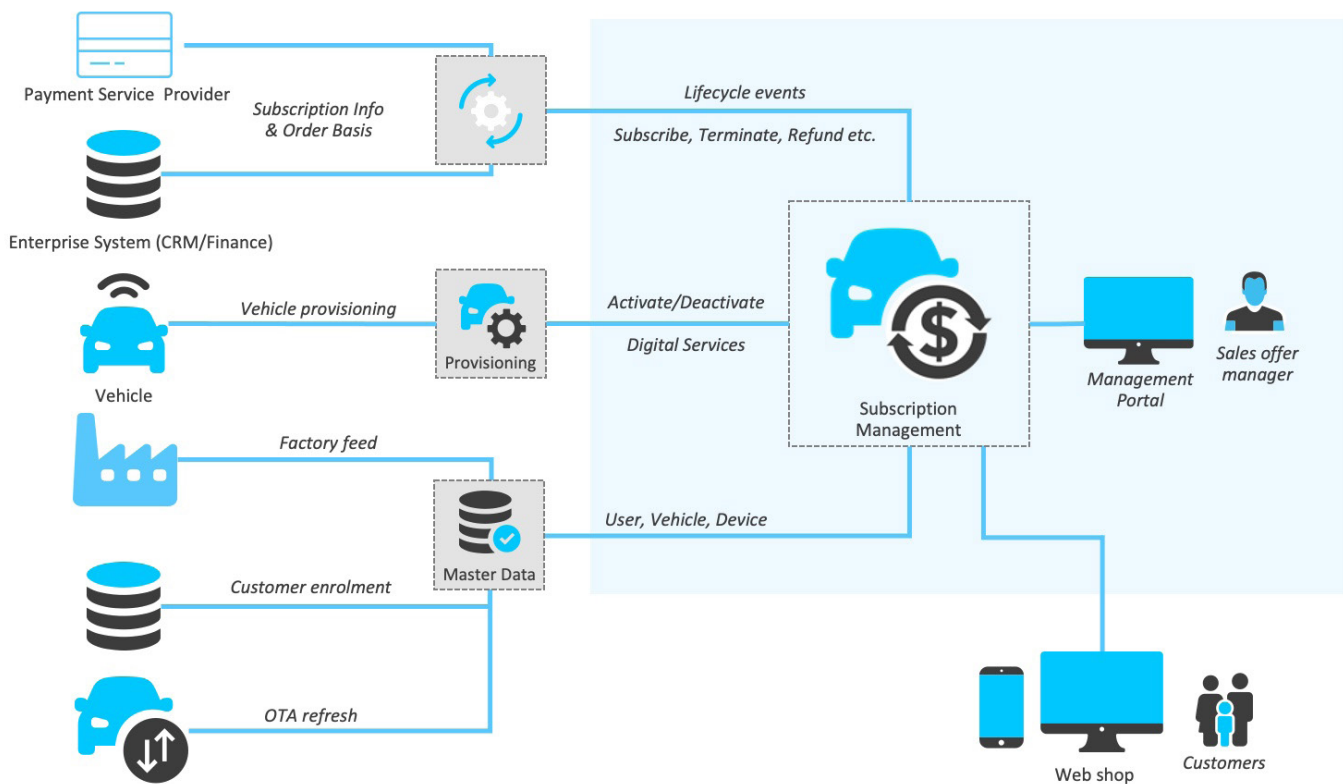 Payment Service Provider
Subscription Info
& Order Basis
Lifecycle events
Subscribe, Terminate, Refund etc.
Enterprise System (CRM/Finance)
Vehicle provisioning
Provisioning
Activate/Deactivate
Digital Services
$
Subscription
Management
Management
Portal
Sales offer
manager
Vehicle
Factory feed
Master Data
User, Vehicle, Device
Customer enrolment
OTA refresh
Web shop
Customers